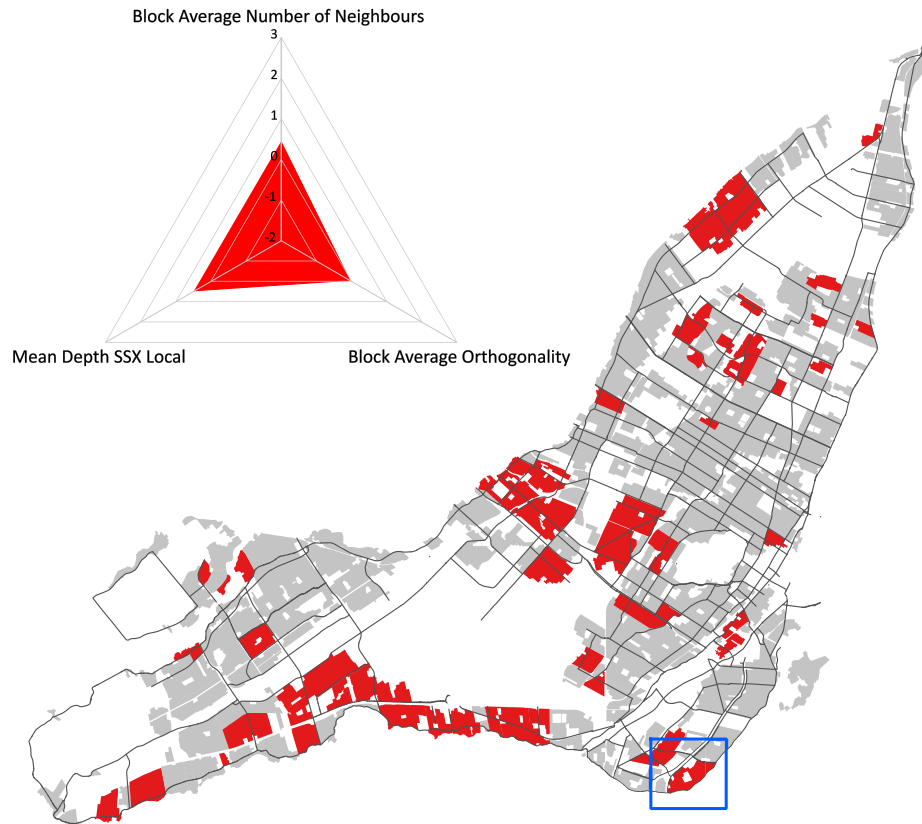 Block Average Number of Neighbours
3
2
1
0
-1
-2
Mean Depth SSX Local
Block Average Orthogonality